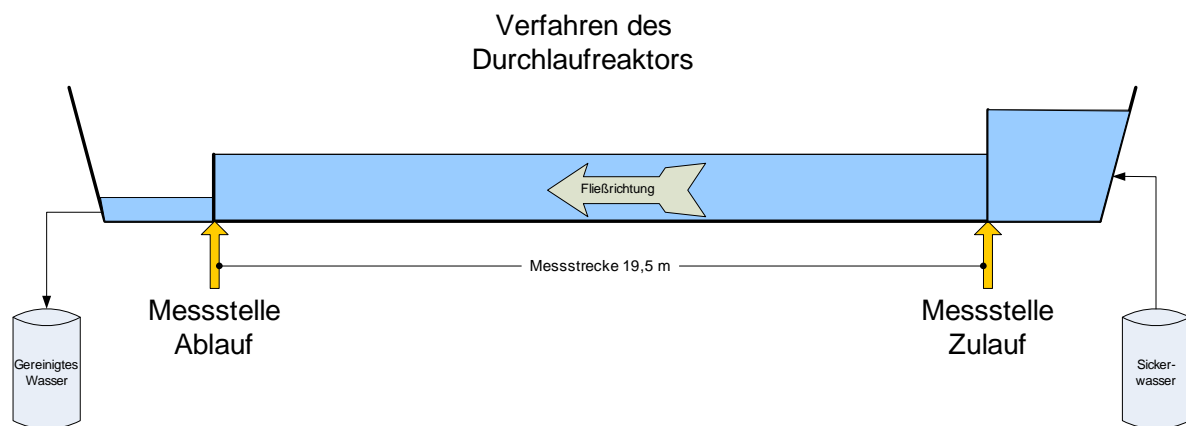 Verfahren des
Durchlaufreaktors
Fließrichtung
Messstrecke 19,5 m
Messstelle
Ablauf
Messstelle
Zulauf
Gereinigtes
Wasser
Sicker-
wasser